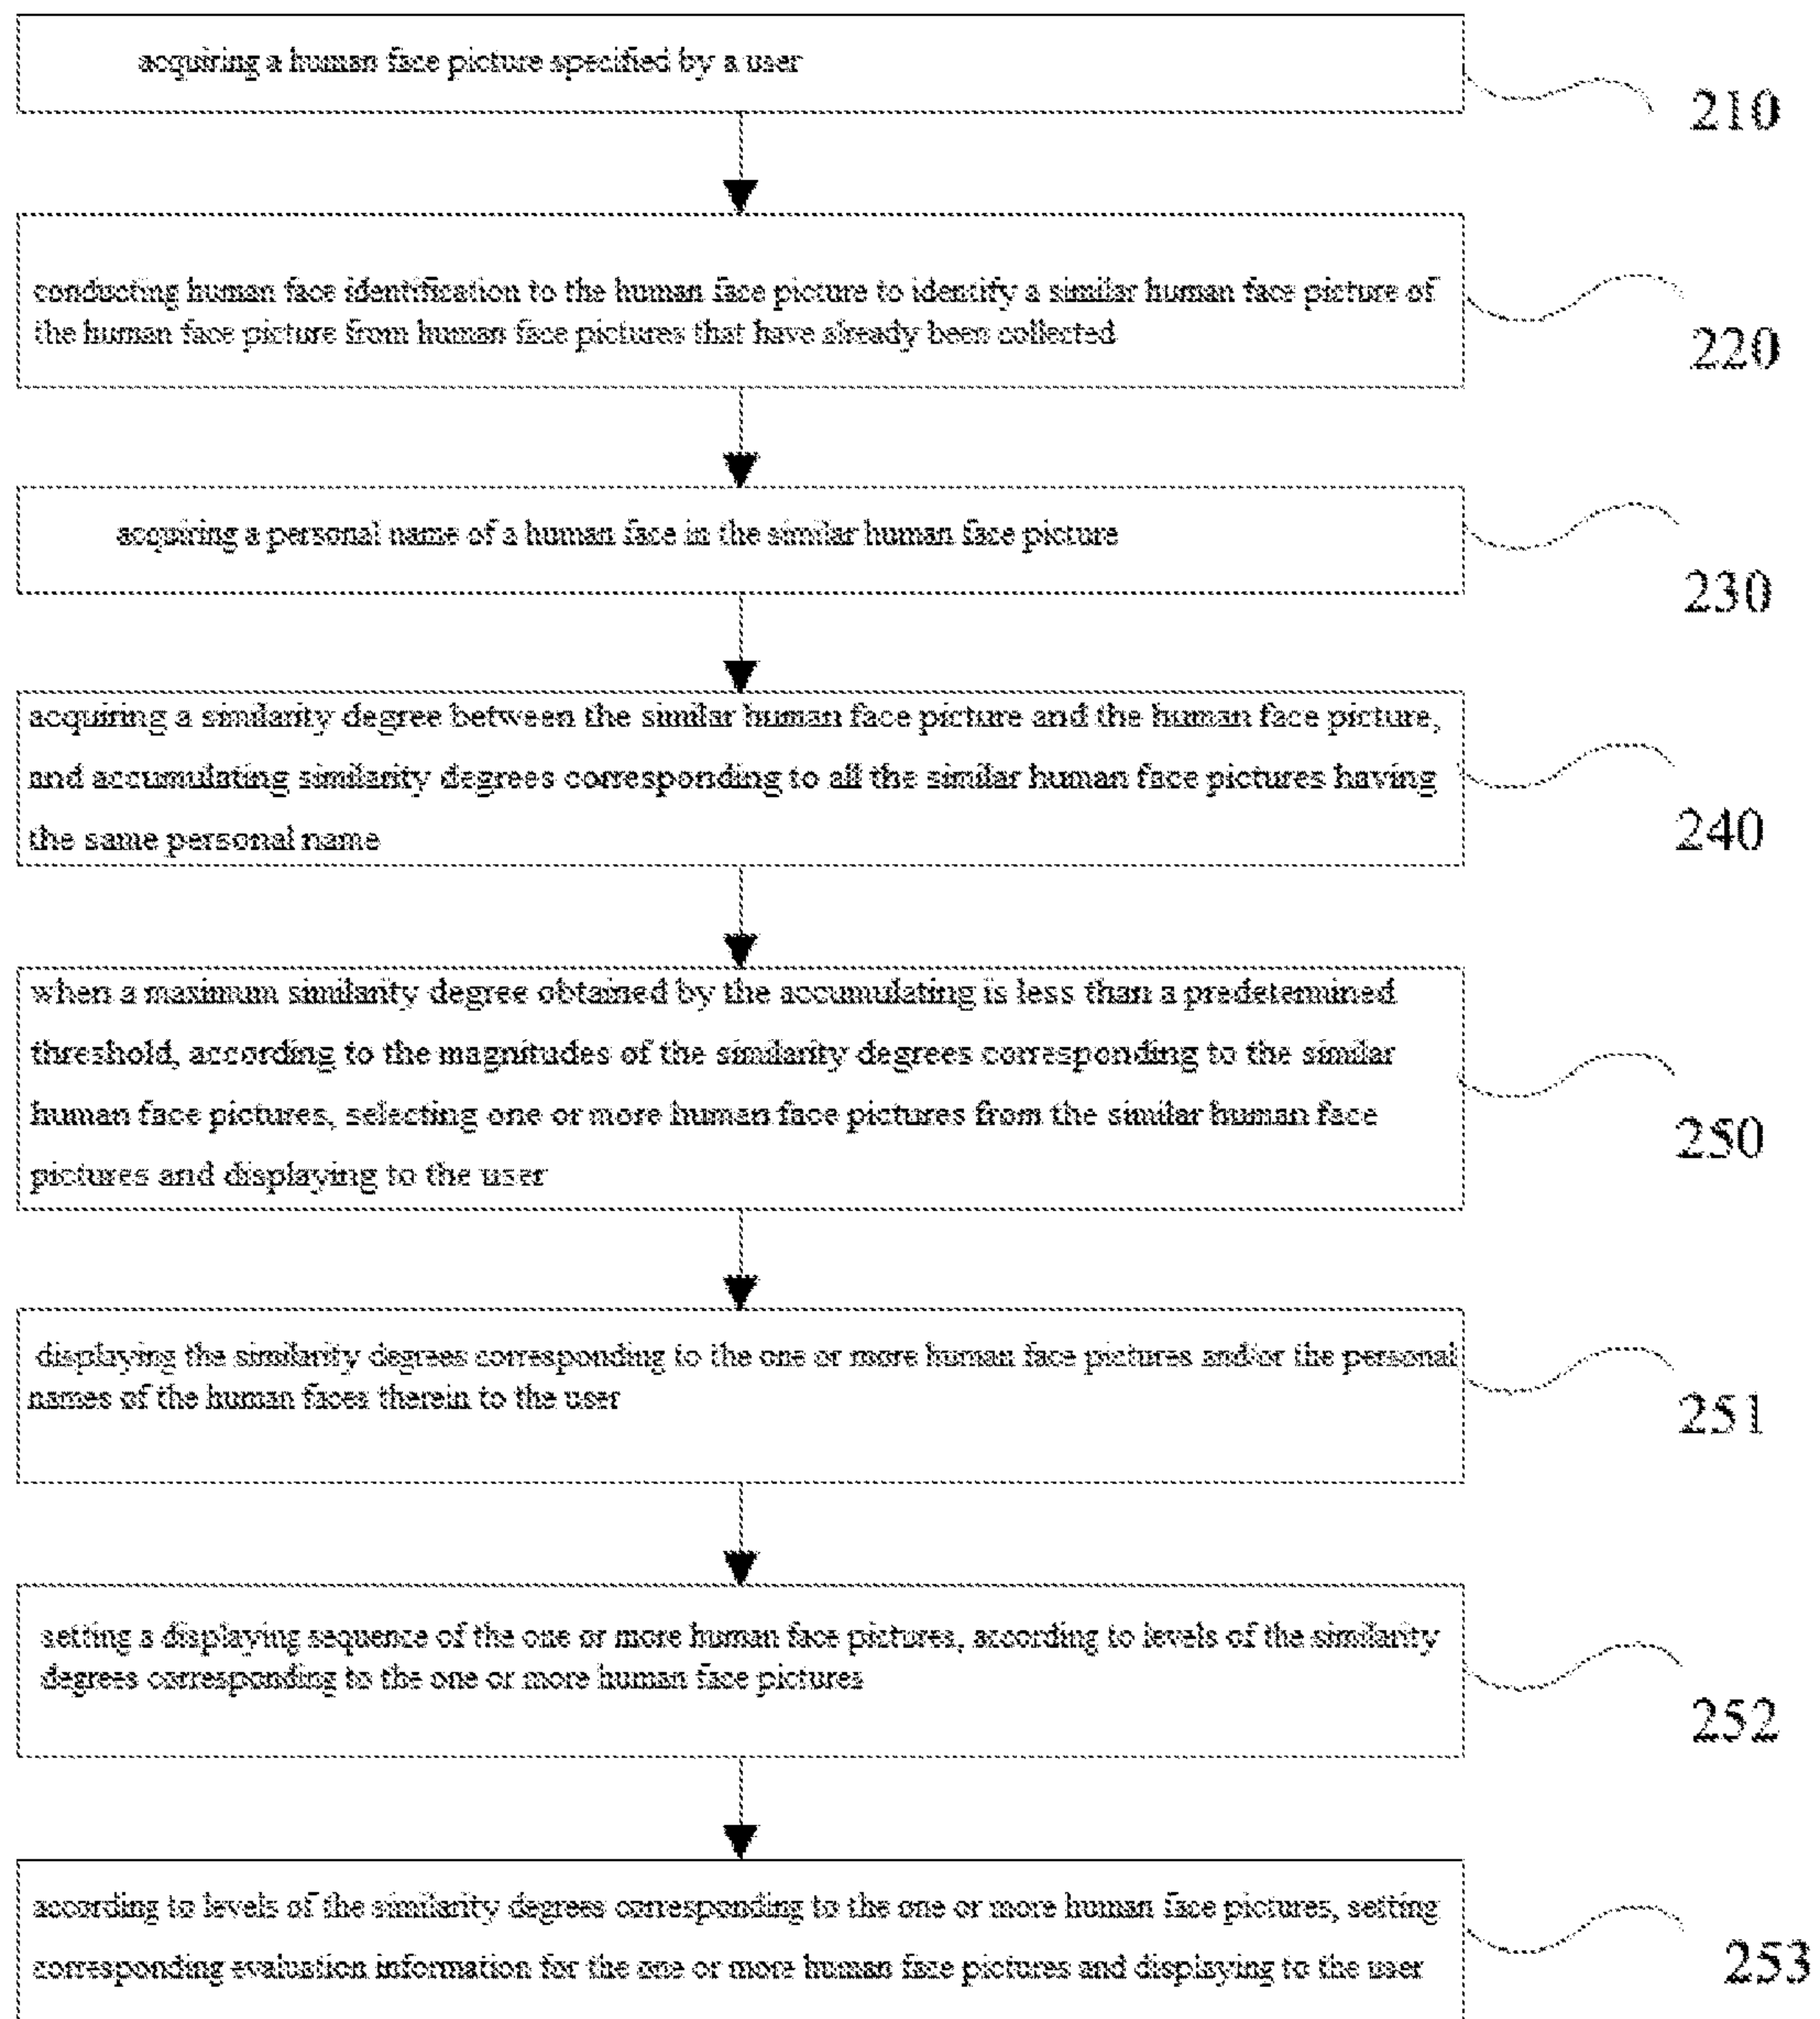 acquiring a human face picture specified by a user
210
conducting human face identification to the human face picture to identify a similar human face picture of
the human face picture from human face pictures that have already been collected
220
acquiring a personal name of a human face in the similar human face picture
230
acquiring a similarity degree between the similar human face picture and the human face picture,
and accumulating similarity degrees corresponding to all the similar human face pictures having
the same personal name
240
when a maximum similarity degree obtained by the accumulating is less than a predetermined
threshold, according to the magnitudes of the similarity degrees corresponding to the similar
human face pictures, selecting one or more human face pictures from the similar human face
pictures and displaying to the user
250
displaying the similarity degrees corresponding to the one or more human face pictures and/or the personal
names of the human faces therein to the user
251
setting a displaying sequence of the one or more human face pictures, according to levels of the similarity
degrees corresponding to the one or more human face pictures
252
according to levels of the similarity degrees corresponding to the one or more human face pictures, setting
corresponding evaluation information for the one or more human face pictures and displaying to the user
253